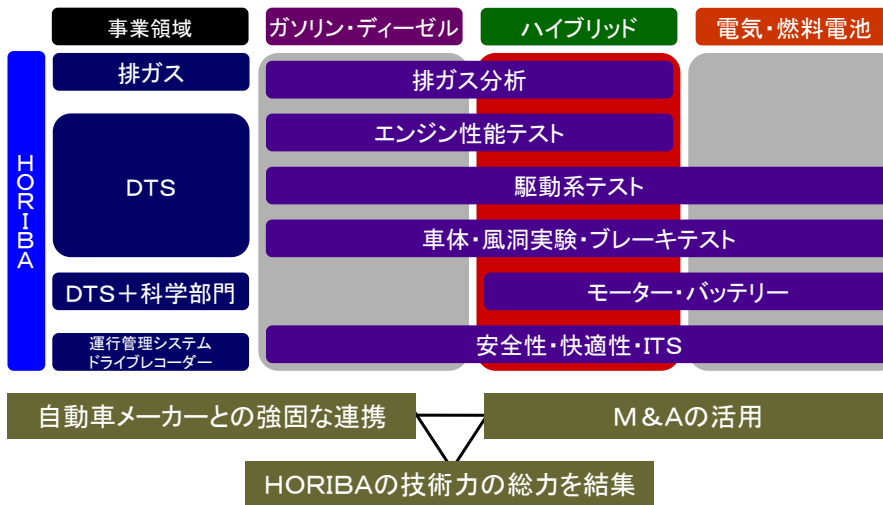 事業領域
ガソリン・ディーゼル
ハイブリッド
電気・燃料電池
HORIBA
排ガス
排ガス分析
エンジン性能テスト
DTS
駆動系テスト
車体・風洞実験・ブレーキテスト
DTS＋科学部門
モーター・バッテリー
運行管理システム
ドライブレコーダー
安全性・快適性・ITS
自動車メーカーとの強固な連携
M&Aの活用
HORIBAの技術力の総力を結集